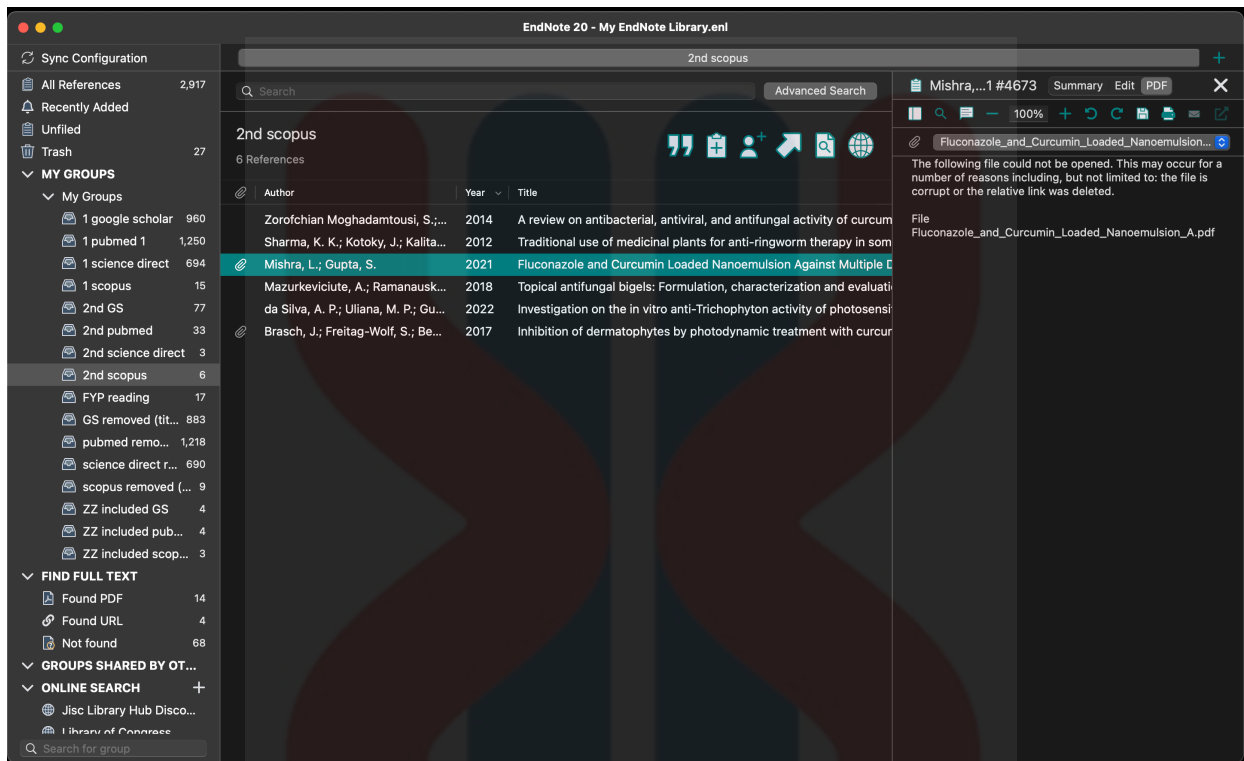 EndNote 20 - My EndNote Library.enl
Sync Configuration
2nd scopus
All References 2,917
Recently Added
Unfiled
Trash 27
MY GROUPS
My Groups
1 google scholar 960
1 pubmed 1 1,250
1 science direct 694
1 scopus 15
2nd GS 77
2nd pubmed 33
2nd science direct 3
2nd scopus 6
FYP reading 17
GS removed (tit... 883
pubmed remo... 1,218
science direct r... 690
scopus removed (... 9
ZZ included GS 4
ZZ included pub... 4
ZZ included scop... 3
FIND FULL TEXT
Found PDF 14
Found URL 4
Not found 68
GROUPS SHARED BY OT...
ONLINE SEARCH
Jisc Library Hub Disco...
Library of Congress
Search for group
Search
Advanced Search
2nd scopus
6 References
Author Year Title
Zorofchian Moghadamtousi, S.;... 2014 A review on antibacterial, antiviral, and antifungal activity of curcum
Sharma, K. K.; Kotoky, J.; Kalita... 2012 Traditional use of medicinal plants for anti-ringworm therapy in som
Mishra, L.; Gupta, S. 2021 Fluconazole and Curcumin Loaded Nanoemulsion Against Multiple D
Mazurkeviciute, A.; Ramanausk... 2018 Topical antifungal bigels: Formulation, characterization and evaluati
da Silva, A. P.; Uliana, M. P.; Gu... 2022 Investigation on the in vitro anti-Trichophyton activity of photosensi
Brasch, J.; Freitag-Wolf, S.; Be... 2017 Inhibition of dermatophytes by photodynamic treatment with curcur
Mishra,...1 #4673 Summary Edit PDF
100%
Fluconazole_and_Curcumin_Loaded_Nanoemulsion...
The following file could not be opened. This may occur for a
number of reasons including, but not limited to: the file is
corrupt or the relative link was deleted.
File
Fluconazole_and_Curcumin_Loaded_Nanoemulsion_A.pdf